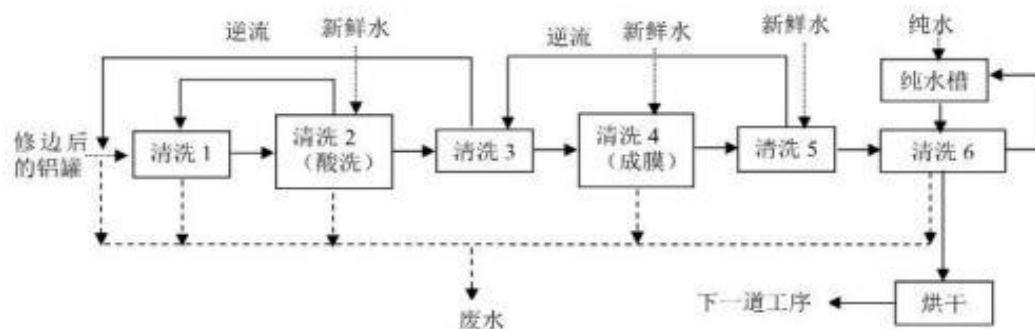 逆流
新鲜水
逆流
新鲜水
新鲜水
纯水
纯水槽
修边后
的铝罐
清洗 1
清洗 2
（酸洗）
清洗 3
清洗 4
（成膜）
清洗 5
清洗 6
废水
下一道工序
烘干